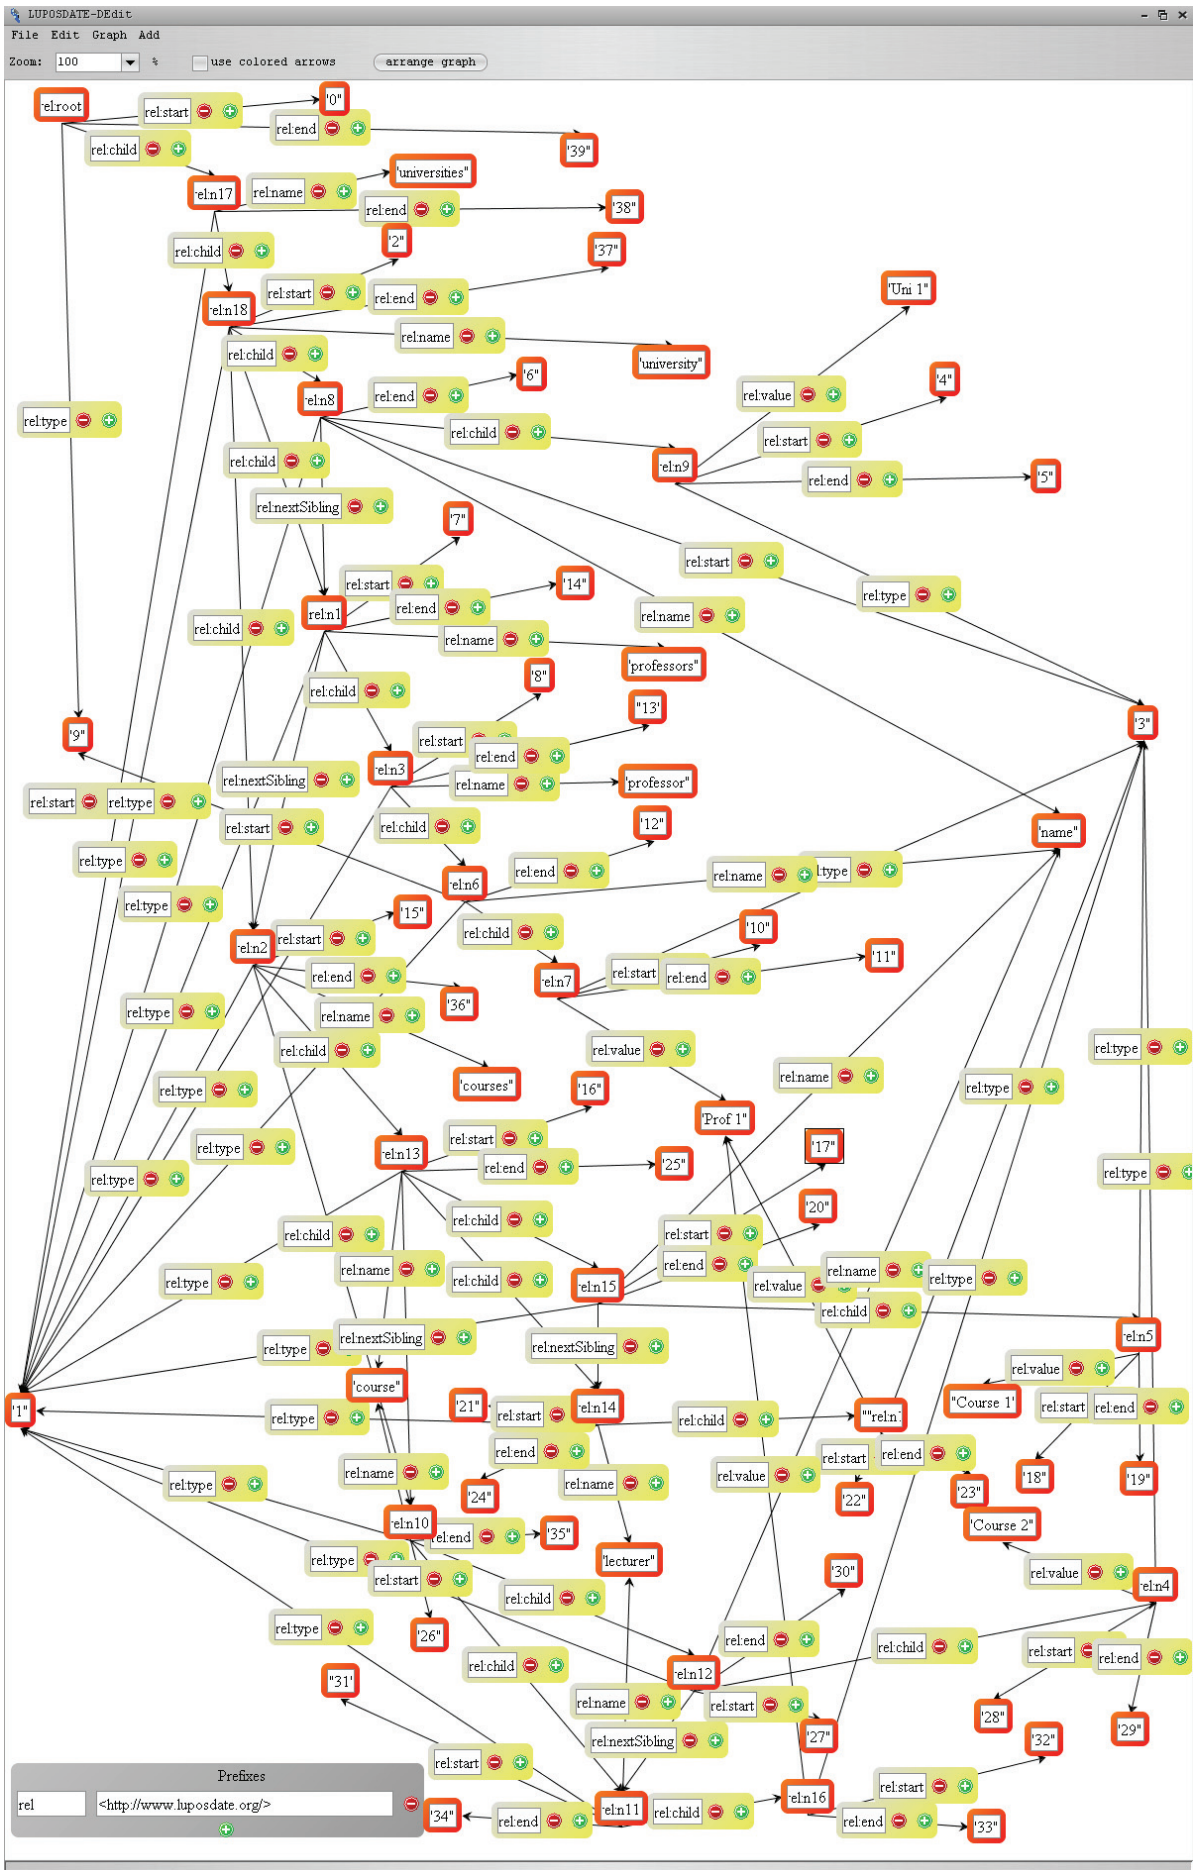 LUPOSDATE-DEdit
File Edit Graph Add
Zoom: 100 % use colored arrows arrange graph
rel:root rel:start '0"
rel:end
rel:child '39"
'universities"
rel:n17 rel:name
rel:end '38"
rel:child '2" '37"
rel:start rel:end 'Uni 1"
rel:n18
rel:name
rel:child 'university"
'6" '4"
rel:end rel:value
rel:n8
rel:type rel:child rel:start
rel:child rel:n9
rel:end '5"
rel:nextSibling
'7"
rel:start
rel:start '14" rel:type
rel:n1 rel:end rel:name
rel:child rel:name
'professors"
rel:child '8"
"13' '3"
'9" rel:start
rel:end
rel:n3
rel:nextSibling rel:name 'professor"
rel:start rel:type
rel:start rel:child '12" 'name"
rel:type
rel:end rel:name :type
rel:n6
rel:type '15"
rel:start rel:child '10"
rel:n2 '11"
rel:end rel:n7 rel:start rel:end
'36"
rel:type rel:name
rel:child rel:value rel:type
rel:name
rel:type 'courses" '16" rel:type
'Prof 1"
rel:type rel:start '17"
rel:n13
rel:type rel:end '25" rel:type
'20"
rel:child rel:child rel:start
rel:name rel:end
rel:type rel:child rel:n15 rel:value rel:name rel:type
rel:child
rel:type rel:nextSibling rel:nextSibling rel:n5
rel:value
'course"
'1" '21" rel:start rel:n14 "Course 1'
rel:type rel:child ""rel:n1 rel:start rel:end
rel:end rel:start rel:end
rel:name rel:name rel:value
rel:type '24" '22" '23" '18" '19"
rel:n10 el:end '35" 'Course 2"
rel:type 'lecturer"
rel:start '30" rel:value
rel:child rel:n4
rel:type '26" rel:end rel:child rel:start rel:end
rel:child
"31' rel:n12
rel:name rel:start '28" '29"
rel:nextSibling '27" '32"
rel:start
Prefixes
rel <http://www.luposdate.org/> rel:n16 rel:start
'34" rel:end rel:n11 rel:child rel:end '33"